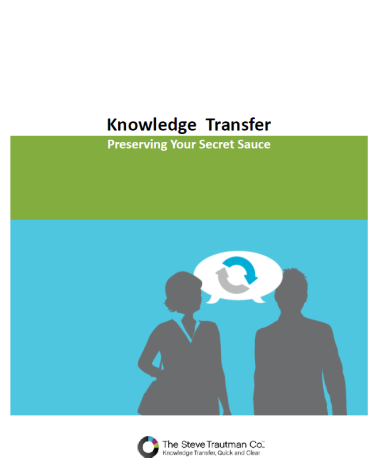 Knowledge Transfer
Preserving Your Secret Sauce
The Steve Trautman Co.
Knowledge Transfer, Quick and Clear